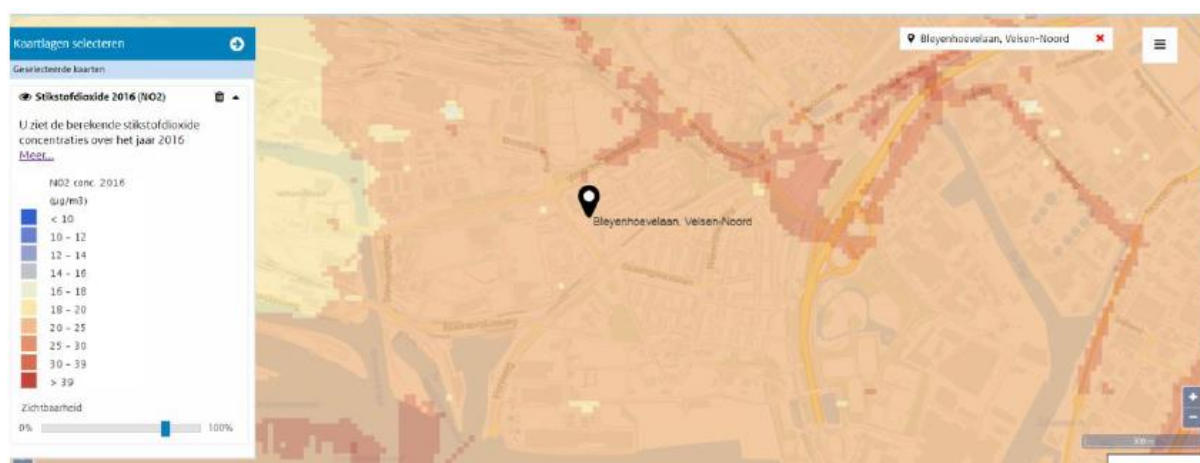 Kaartlagen selecteren
Geselecteerde kaarten
Stikstofdioxide 2016 (NO2)
U ziet de berekende stikstofdioxide
concentraties over het jaar 2016
Meer...
NO2 conc. 2016
(µg/m3)
< 10
10 - 12
12 - 14
14 - 16
16 - 18
18 - 20
20 - 25
25 - 30
30 - 39
> 39
Zichtbaarheid
0%
100%
Bleyenhoevelaan, Velsen-Noord
Bleyenhoevelaan, Velsen-Noord